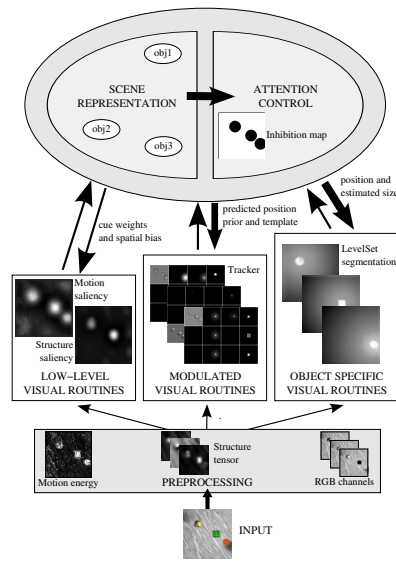 obj1
SCENE
REPRESENTATION
ATTENTION
CONTROL
obj2
Inhibition map
obj3
position and
estimated size
cue weights
and spatial bias
predicted position
prior and template
Motion
saliency
Structure
saliency
Tracker
LevelSet
segmentation
LOW-LEVEL
VISUAL ROUTINES
MODULATED
VISUAL ROUTINES
OBJECT SPECIFIC
VISUAL ROUTINES
Structure
tensor
Motion energy
PREPROCESSING
RGB channels
INPUT